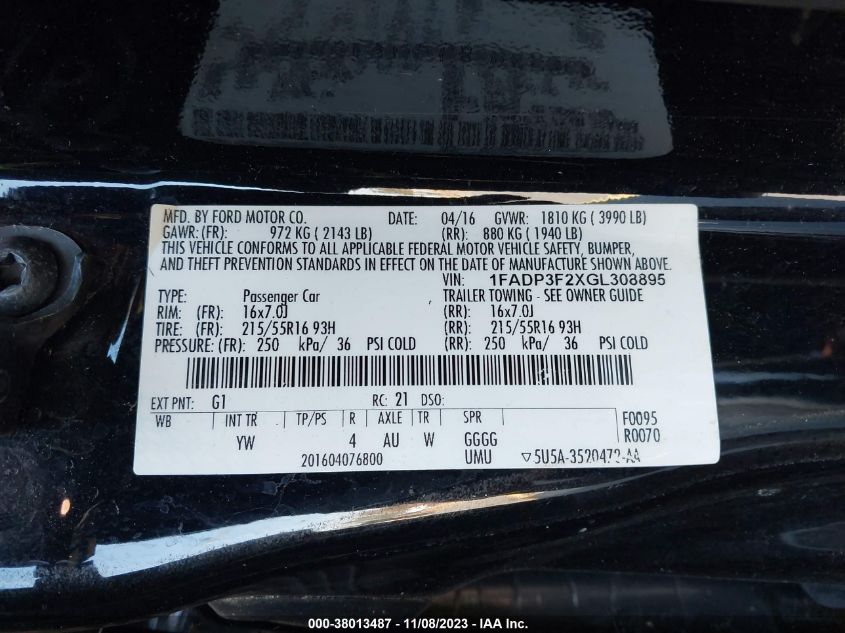 MFD. BY FORD MOTOR CO. DATE: 04/16 GVWR: 1810 KG ( 3990 LB)
GAWR: (FR) 972 KG ( 2143 LB) (RR) 880 KG ( 1940 LB)
THIS VEHICLE CONFORMS TO ALL APPLICABLE FEDERAL MOTOR VEHICLE SAFETY, BUMPER,
AND THEFT PREVENTION STANDARDS IN EFFECT ON THE DATE OF MANUFACTURE SHOWN ABOVE.
VIN: 1FADP3F2XGL308895
TYPE: Passenger Car TRAILER TOWING - SEE OWNER GUIDE
RIM: (FR) 16x7.0J (RR): 16x7.0J
TIRE: (FR) 215/55R16 93H (RR): 215/55R16 93H
PRESSURE: (FR) 250 kPa/ 36 PSI COLD (RR): 250 kPa/ 36 PSI COLD
EXT PNT: G1 RC: 21 DSO:
WB INT TR TP/PS R AXLE TR SPR F0095
YW 4 AU W GGGG R0070
201604076800 UMU ▽5U5A-3520472-AA
000-38013487 - 11/08/2023 - IAA Inc.